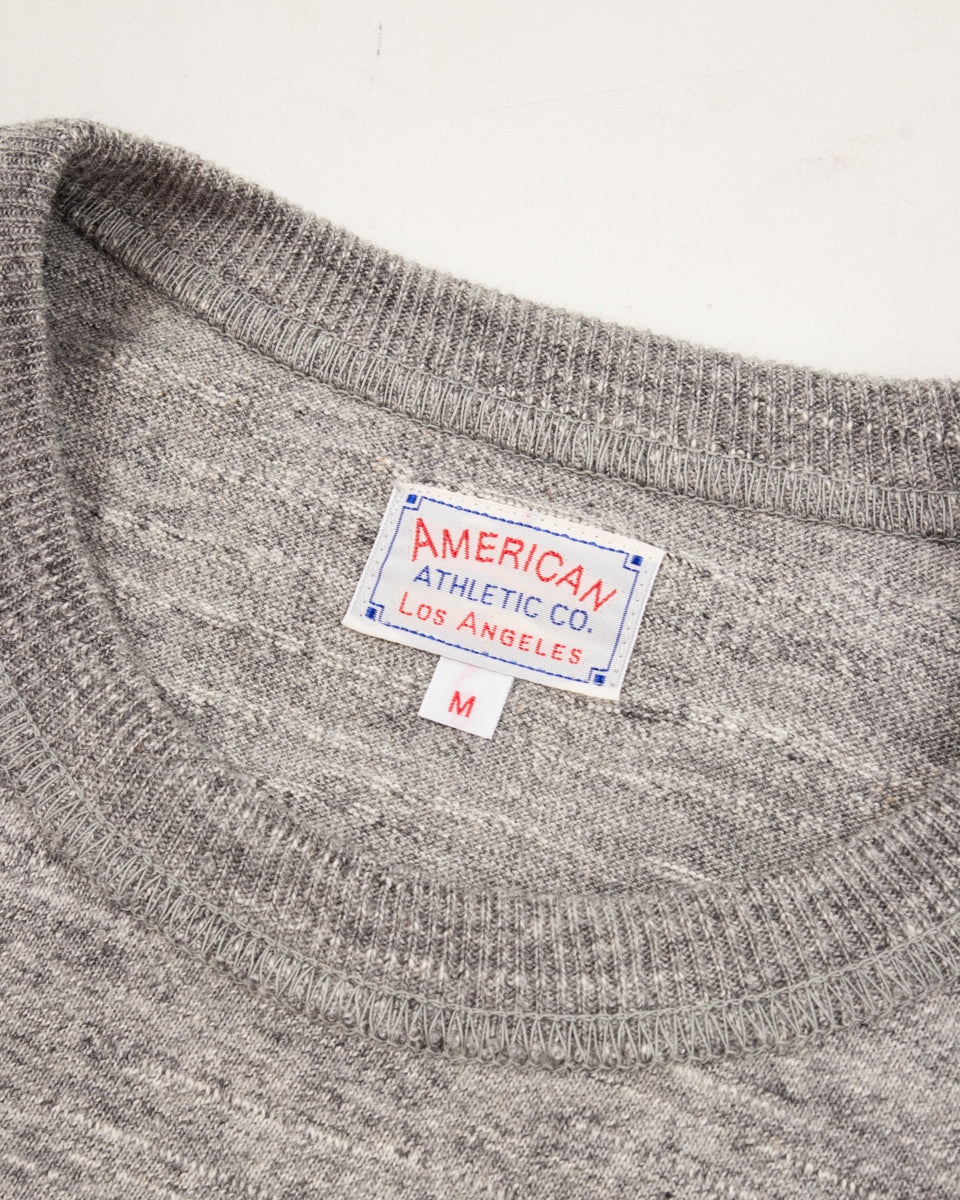 AMERICAN
ATHLETIC CO.
LOS ANGELES
M